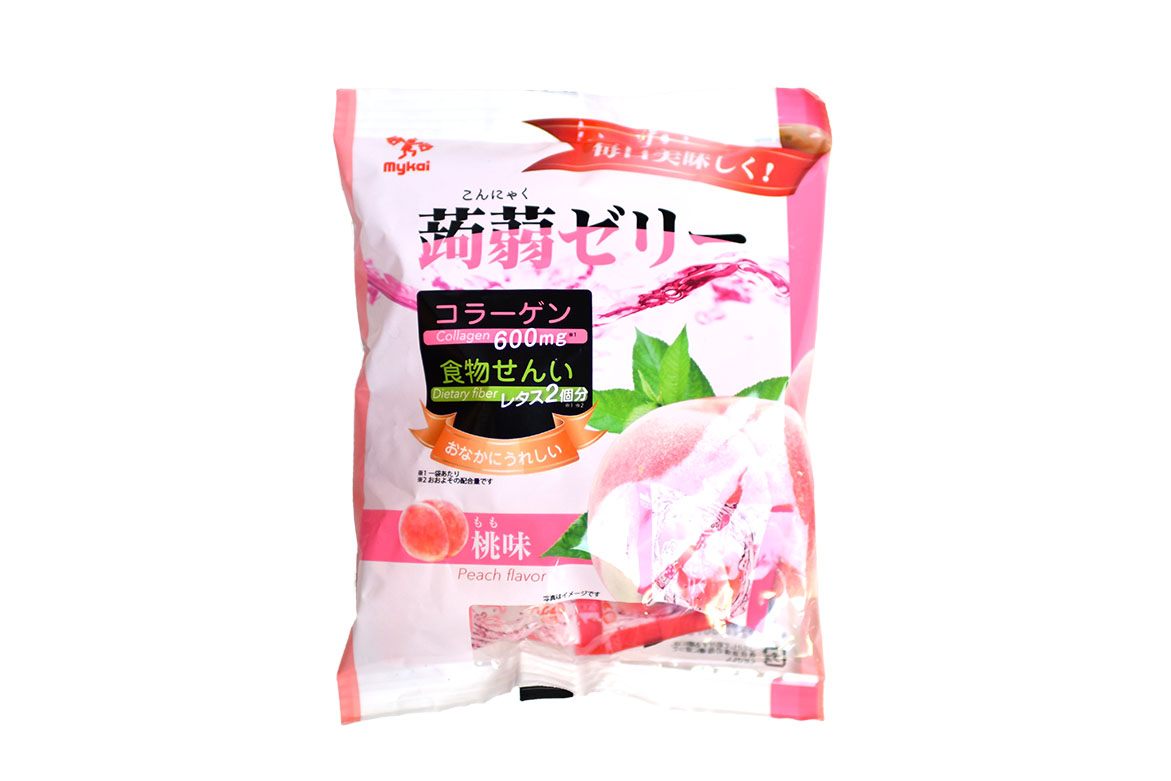 mykai
毎日美味しく!
こんにゃく
蒟蒻ゼリー
コラーゲン
Collagen 600mg ※1
食物せんい
Dietary fiber レタス2個分
※1 ※2
おなかにうれしい
※1 一袋あたり
※2 おおよその配合量です
もも
桃味
Peach flavor
写真はイメージです